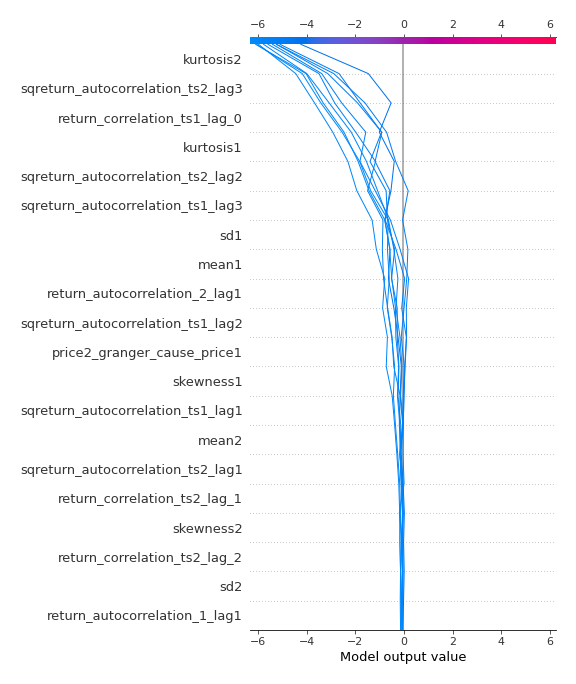 −6 −4 −2 0 2 4 6
kurtosis2
sqreturn_autocorrelation_ts2_lag3
return_correlation_ts1_lag_0
kurtosis1
sqreturn_autocorrelation_ts2_lag2
sqreturn_autocorrelation_ts1_lag3
sd1
mean1
return_autocorrelation_2_lag1
sqreturn_autocorrelation_ts1_lag2
price2_granger_cause_price1
skewness1
sqreturn_autocorrelation_ts1_lag1
mean2
sqreturn_autocorrelation_ts2_lag1
return_correlation_ts2_lag_1
skewness2
return_correlation_ts2_lag_2
sd2
return_autocorrelation_1_lag1
−6 −4 −2 0 2 4 6
Model output value